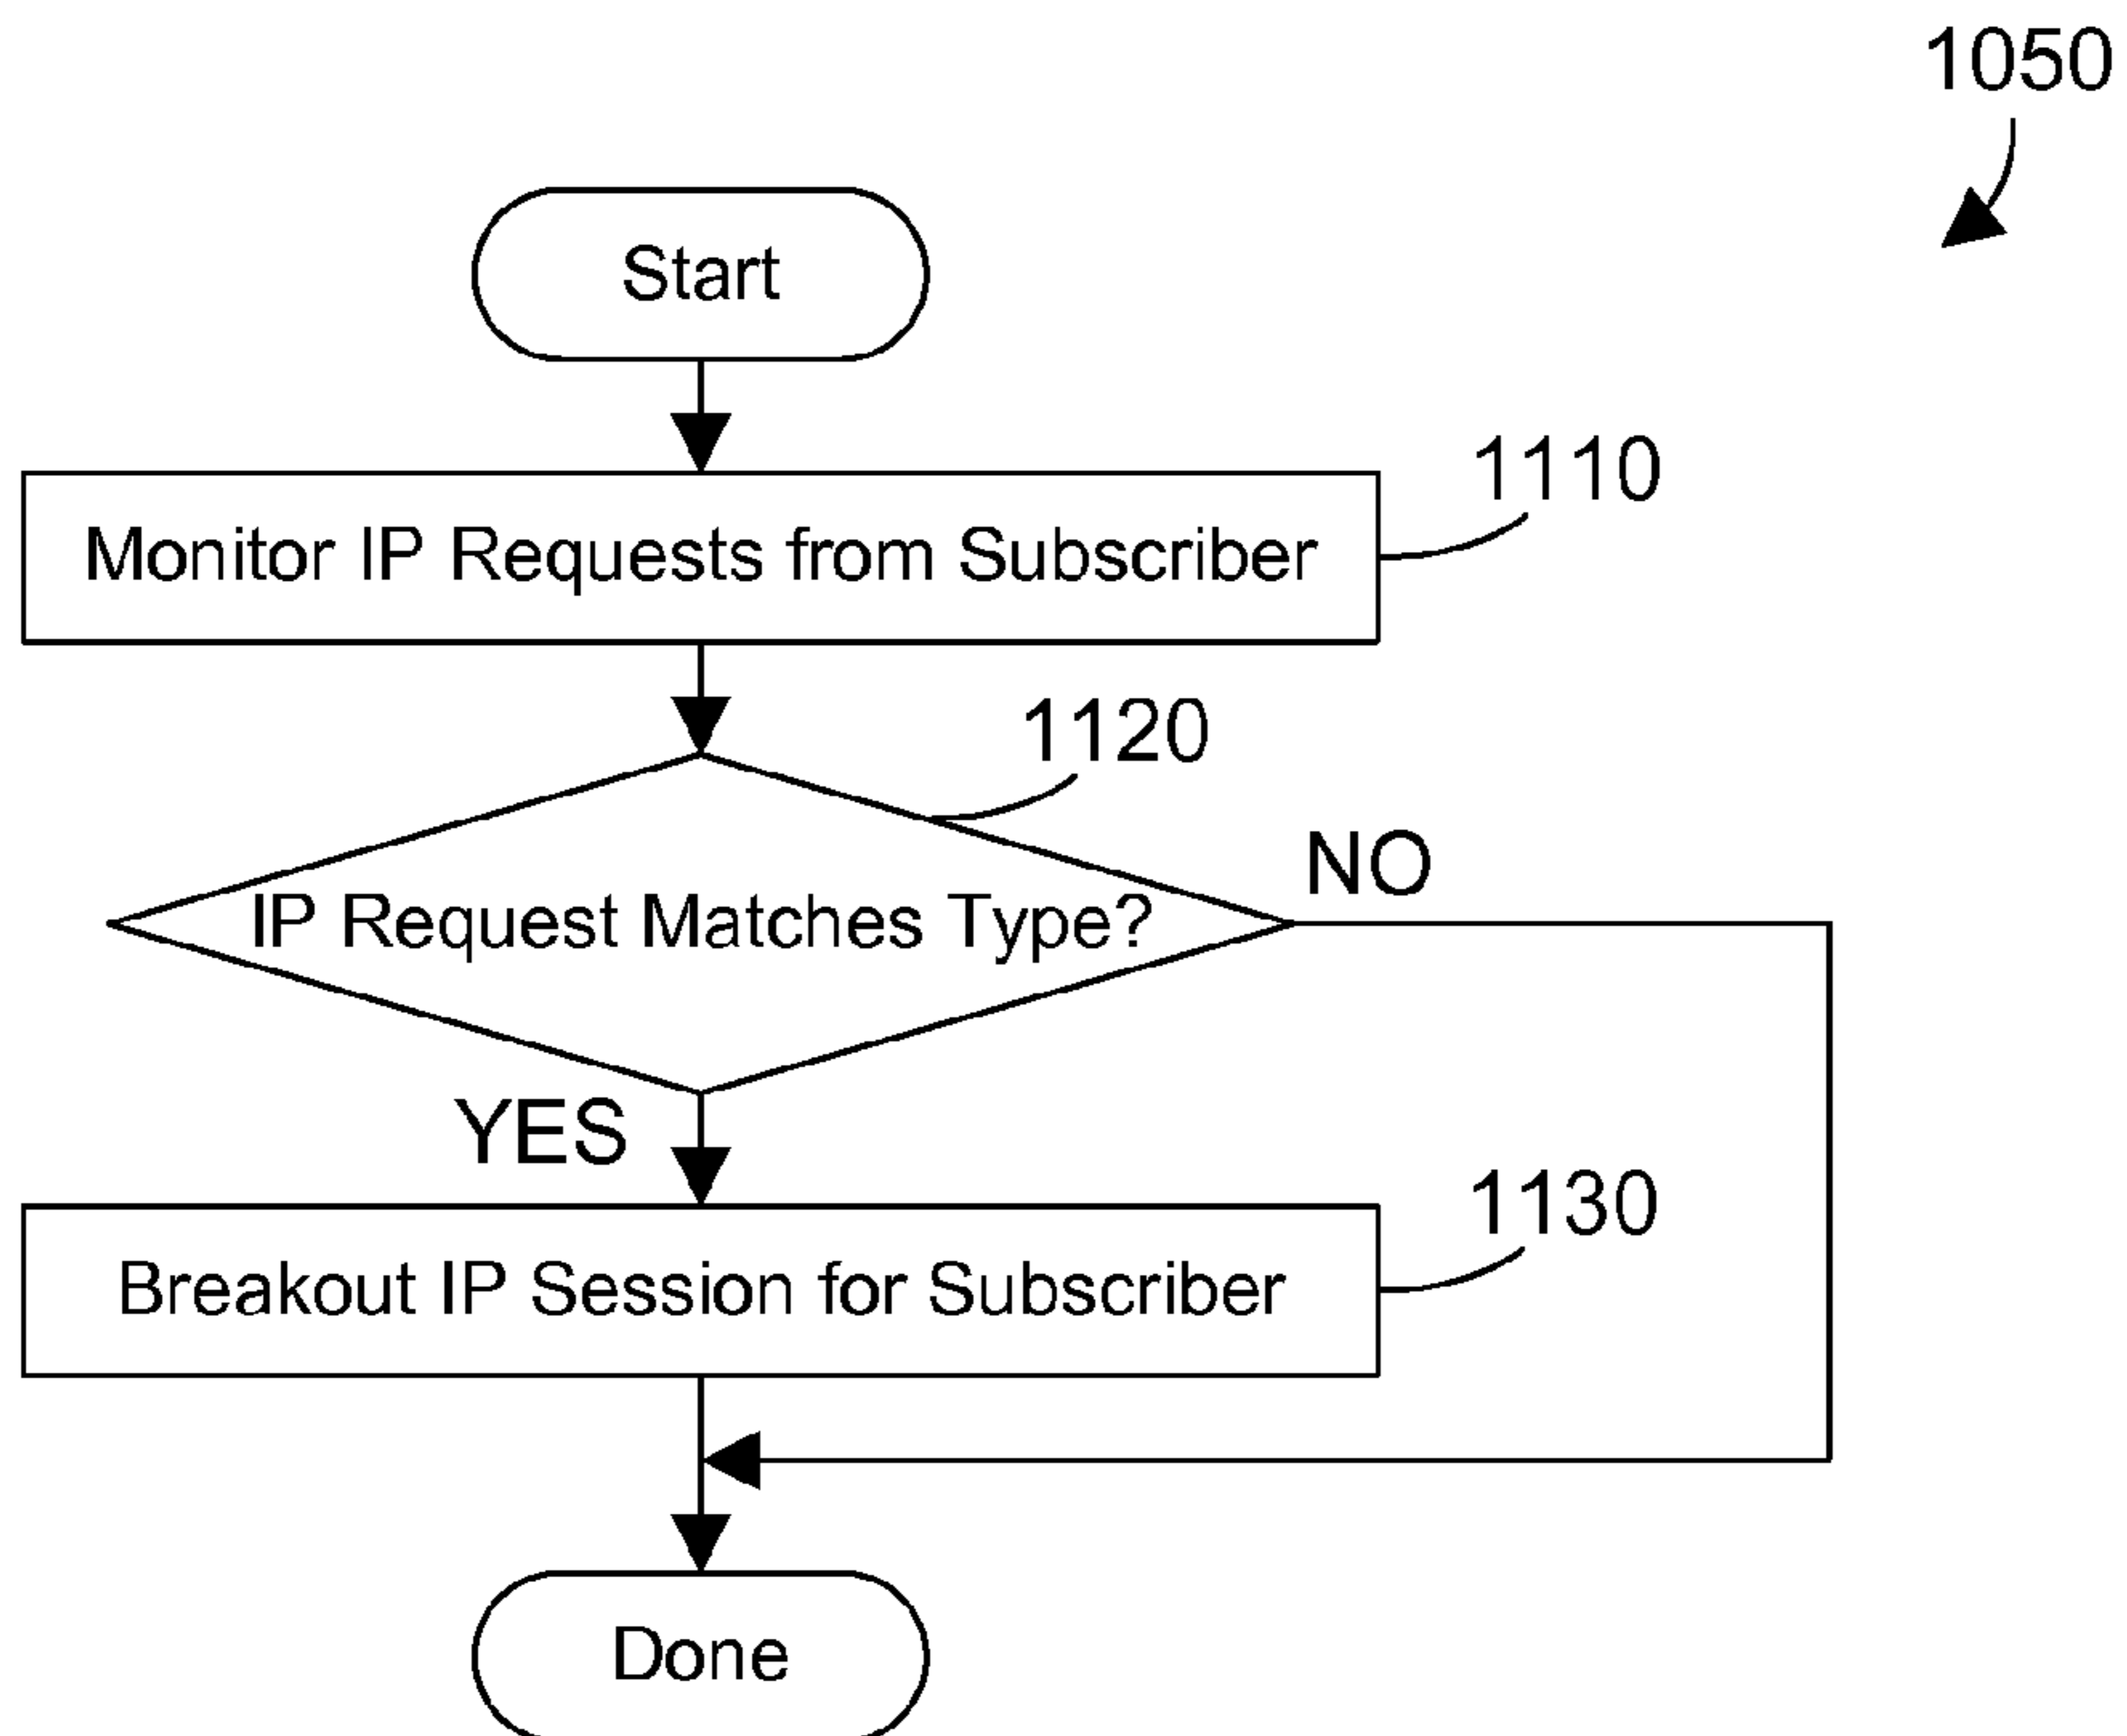 1050
Start
1110
Monitor IP Requests from Subscriber
1120
NO
IP Request Matches Type?
YES
1130
Breakout IP Session for Subscriber
Done